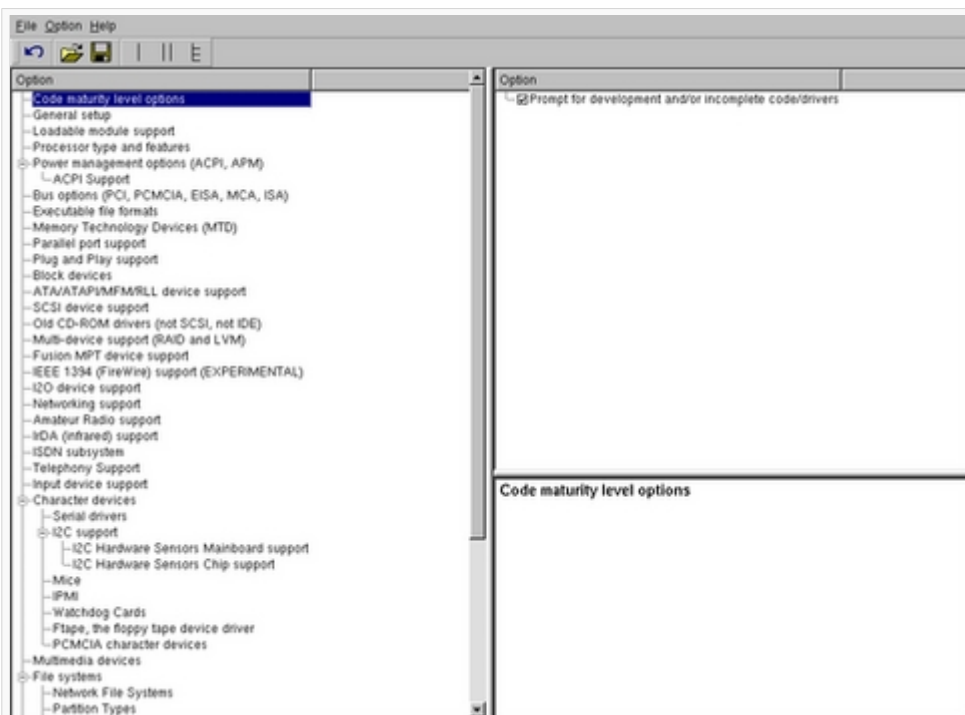 File Option Help
Option
Code maturity level options
General setup
Loadable module support
Processor type and features
Power management options (ACPI, APM)
ACPI Support
Bus options (PCI, PCMCIA, EISA, MCA, ISA)
Executable file formats
Memory Technology Devices (MTD)
Parallel port support
Plug and Play support
Block devices
ATA/ATAPI/MFM/RLL device support
SCSI device support
Old CD-ROM drivers (not SCSI, not IDE)
Multi-device support (RAID and LVM)
Fusion MPT device support
IEEE 1394 (FireWire) support (EXPERIMENTAL)
I2O device support
Networking support
Amateur Radio support
IrDA (infrared) support
ISDN subsystem
Telephony Support
Input device support
Character devices
Serial drivers
I2C support
I2C Hardware Sensors Mainboard support
I2C Hardware Sensors Chip support
Mice
IPMI
Watchdog Cards
Ftape, the floppy tape device driver
PCMCIA character devices
Multimedia devices
File systems
Network File Systems
Partition Types
Option
Prompt for development and/or incomplete code/drivers
Code maturity level options